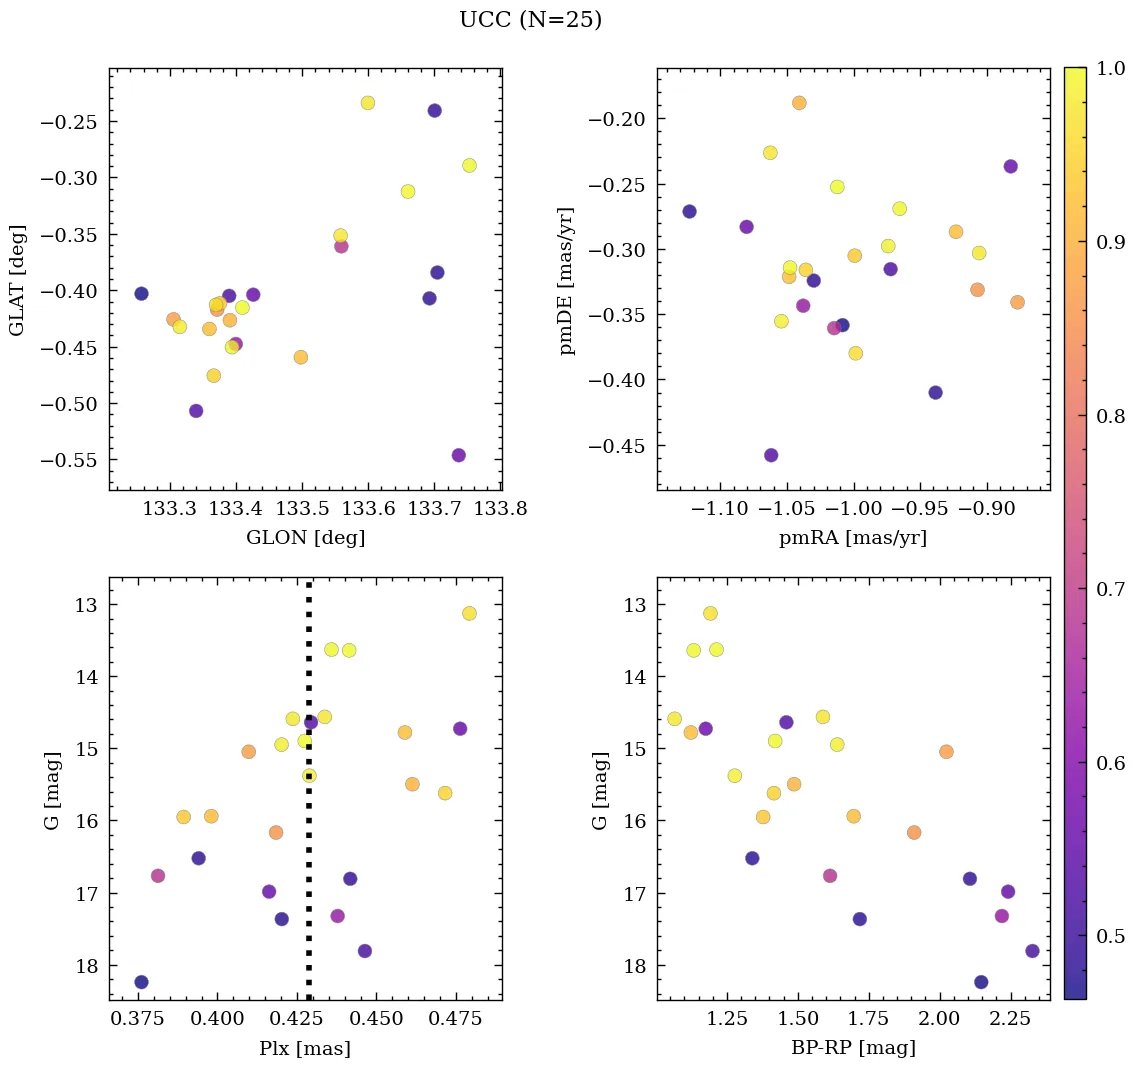 UCC (N=25)
−0.25
−0.30
−0.35
−0.40
−0.45
−0.50
−0.55
GLAT [deg]
133.3 133.4 133.5 133.6 133.7 133.8
GLON [deg]
−0.20
−0.25
−0.30
−0.35
−0.40
−0.45
pmDE [mas/yr]
−1.10 −1.05 −1.00 −0.95 −0.90
pmRA [mas/yr]
13
14
15
16
17
18
G [mag]
0.375 0.400 0.425 0.450 0.475
Plx [mas]
13
14
15
16
17
18
G [mag]
1.25 1.50 1.75 2.00 2.25
BP-RP [mag]
1.0
0.9
0.8
0.7
0.6
0.5